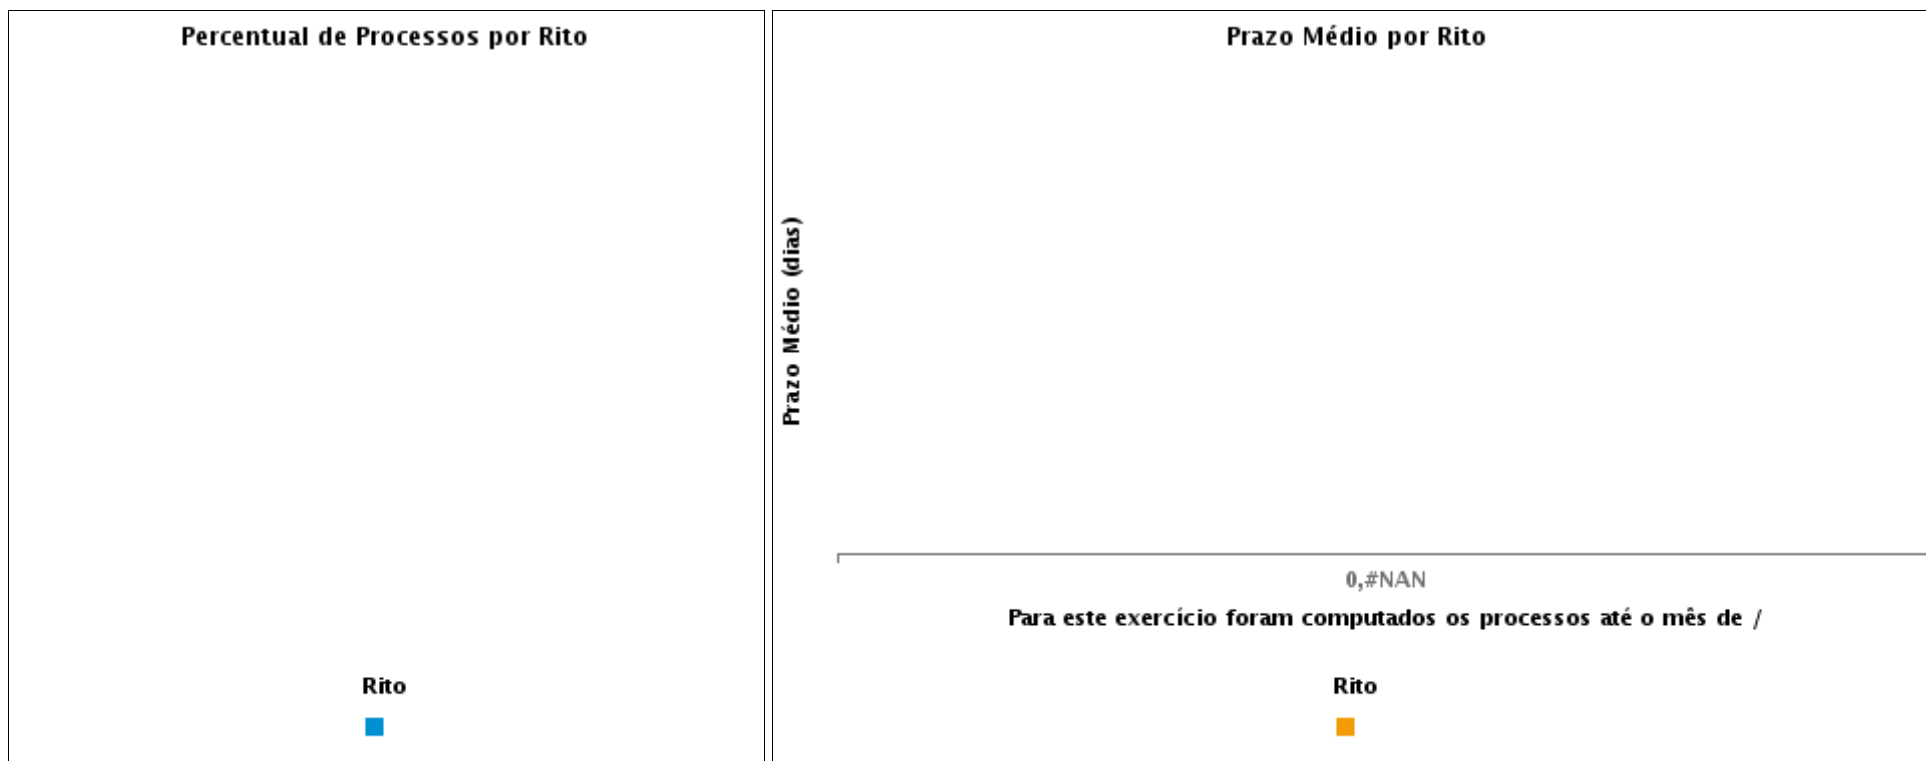 Percentual de Processos por Rito
Rito
Prazo Médio por Rito
Prazo Médio (dias)
0,#NAN
Para este exercício foram computados os processos até o mês de /
Rito